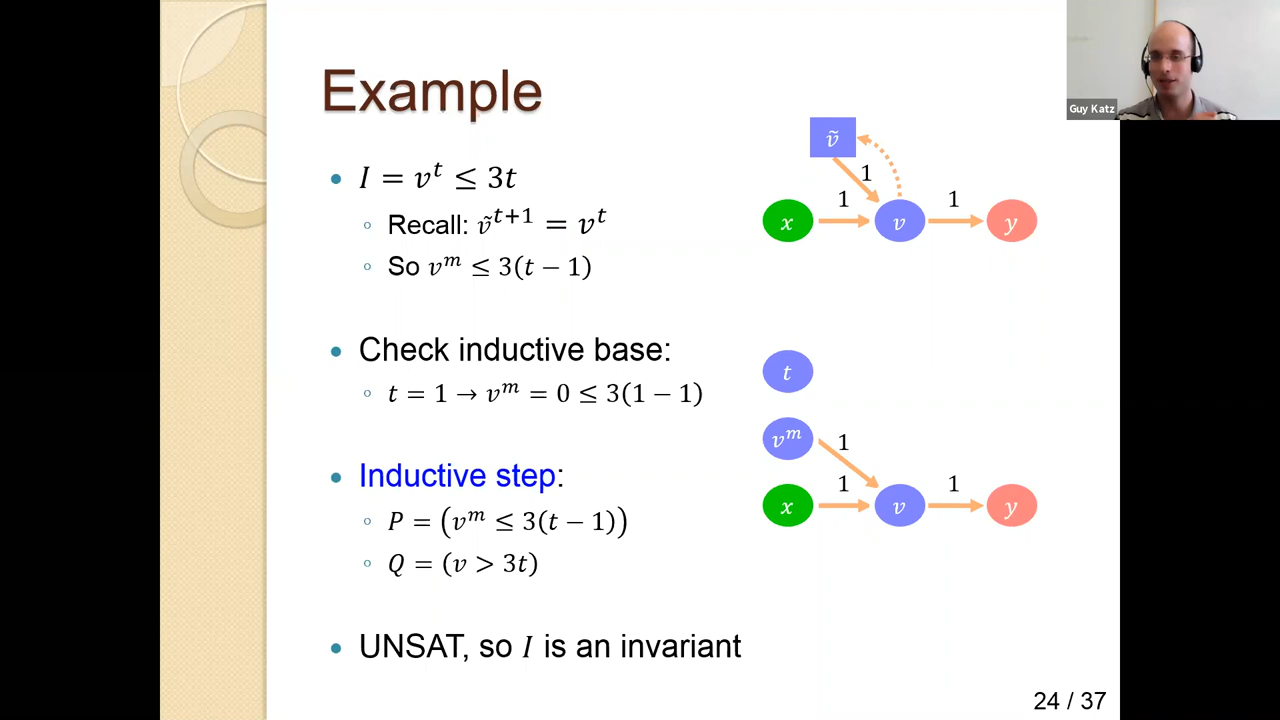 Example
I = v^t ≤ 3t
Recall: ṽ^{t+1} = v^t
So v^m ≤ 3(t − 1)
Check inductive base:
t = 1 → v^m = 0 ≤ 3(1 − 1)
Inductive step:
P = (v^m ≤ 3(t − 1))
Q = (v > 3t)
UNSAT, so I is an invariant
ṽ
1
1
1
x
v
y
t
v^m
1
1
1
x
v
y
Guy Katz
24 / 37